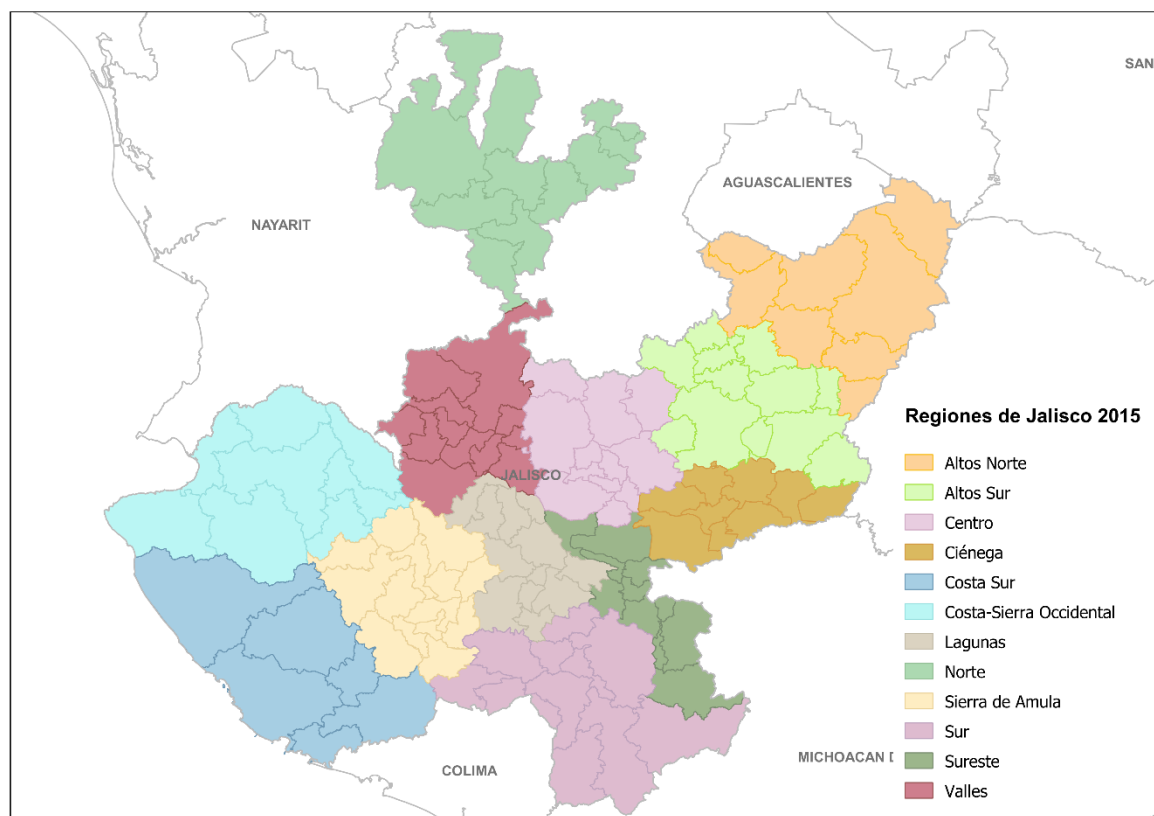 SAN
AGUASCALIENTES
NAYARIT
JALISCO
COLIMA
MICHOACAN D
Regiones de Jalisco 2015
Altos Norte
Altos Sur
Centro
Ciénega
Costa Sur
Costa-Sierra Occidental
Lagunas
Norte
Sierra de Amula
Sur
Sureste
Valles